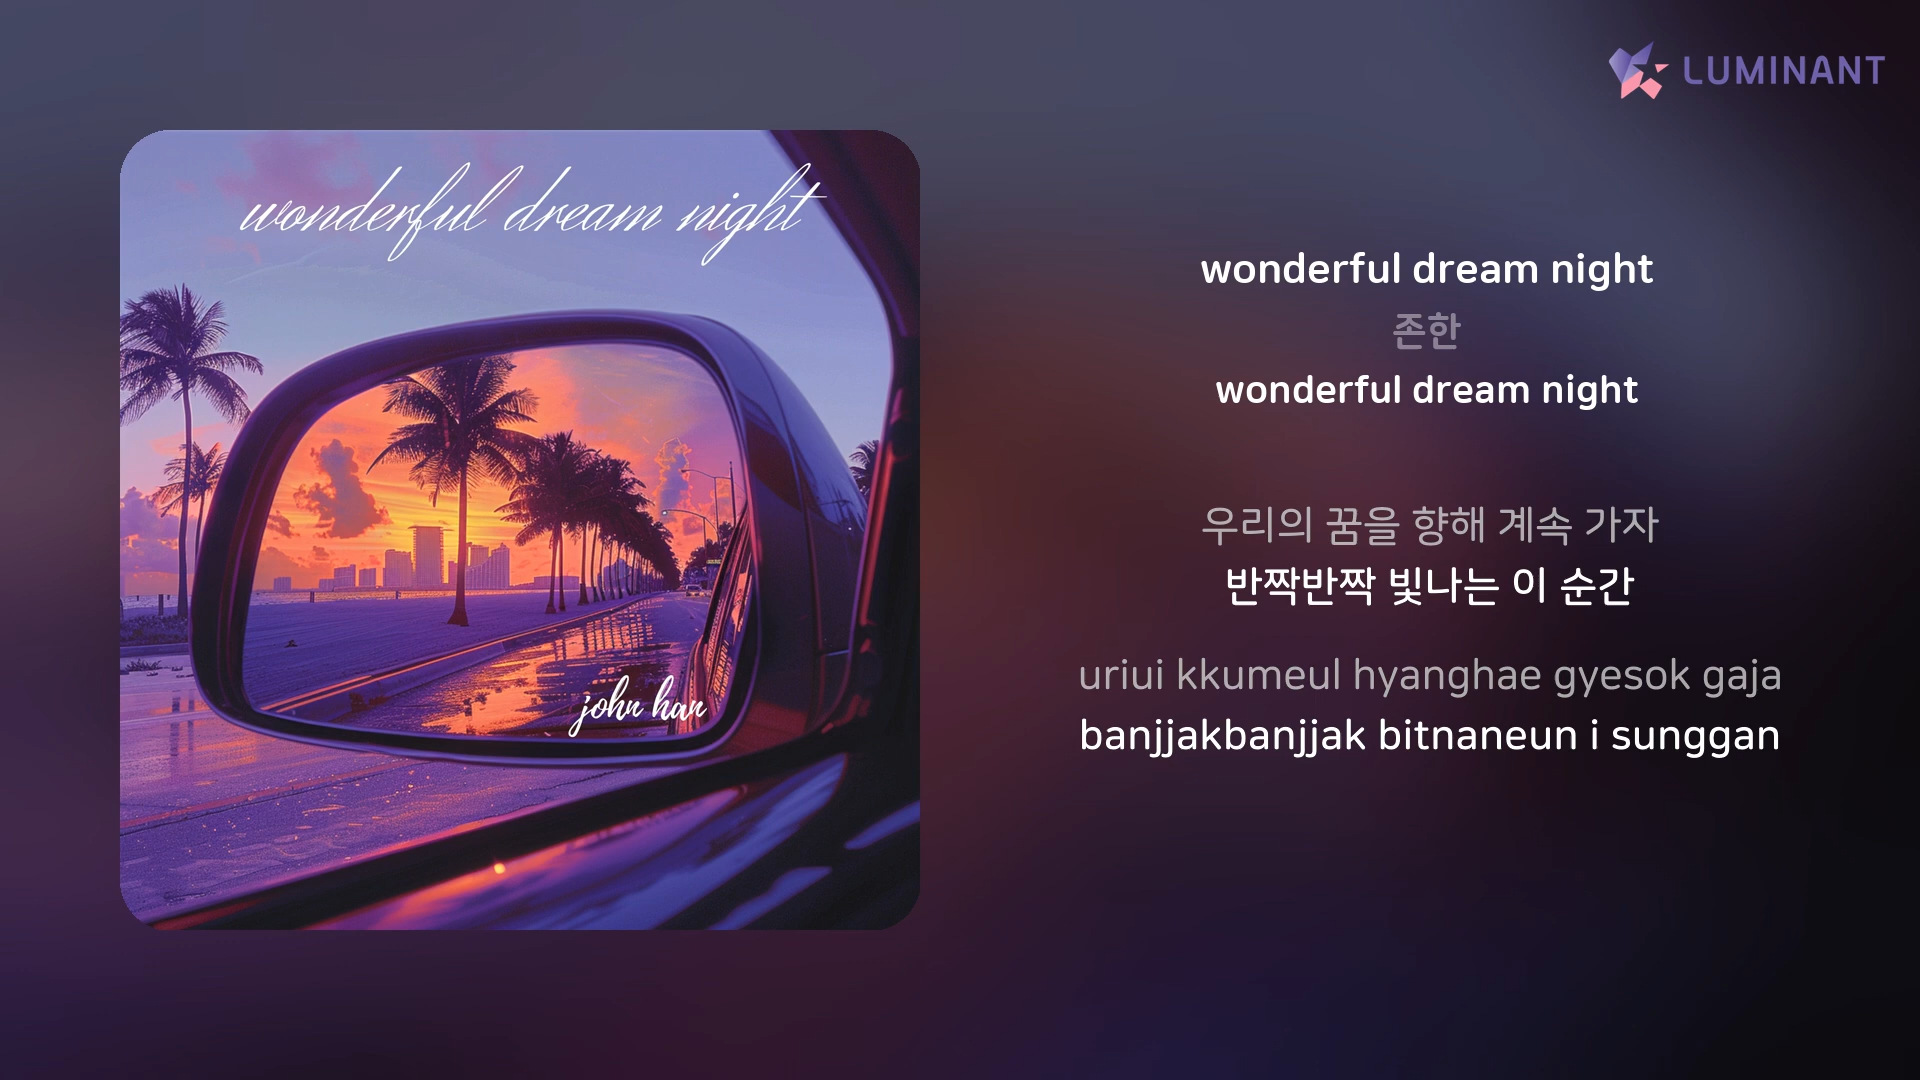 LUMINANT
wonderful dream night
john han
wonderful dream night
존한
wonderful dream night
우리의 꿈을 향해 계속 가자
반짝반짝 빛나는 이 순간
uriui kkumeul hyanghae gyesok gaja
banjjakbanjjak bitnaneun i sunggan